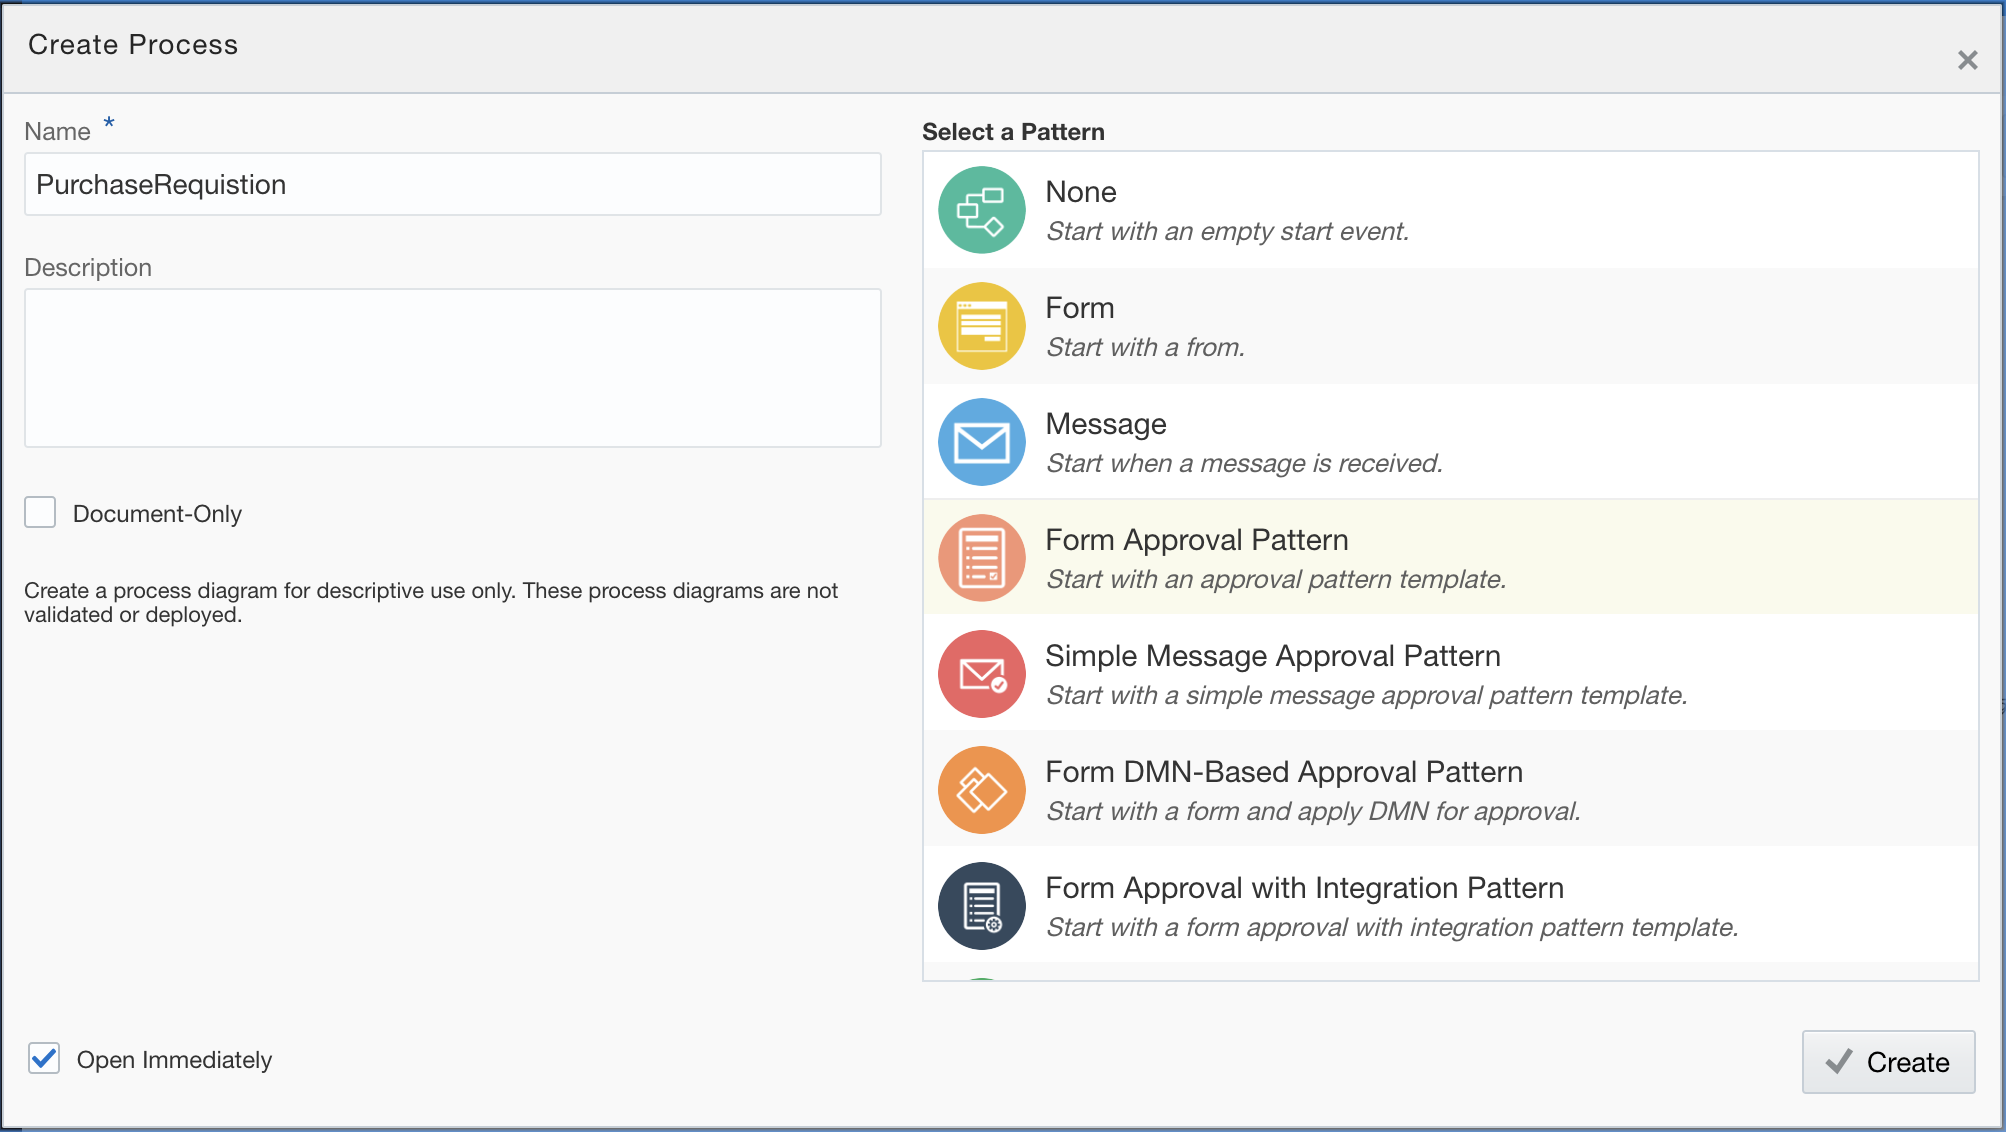 Create Process
Name *
PurchaseRequistion
Description
Document-Only
Create a process diagram for descriptive use only. These process diagrams are not
validated or deployed.
Select a Pattern
None
Start with an empty start event.
Form
Start with a from.
Message
Start when a message is received.
Form Approval Pattern
Start with an approval pattern template.
Simple Message Approval Pattern
Start with a simple message approval pattern template.
Form DMN-Based Approval Pattern
Start with a form and apply DMN for approval.
Form Approval with Integration Pattern
Start with a form approval with integration pattern template.
Open Immediately
Create